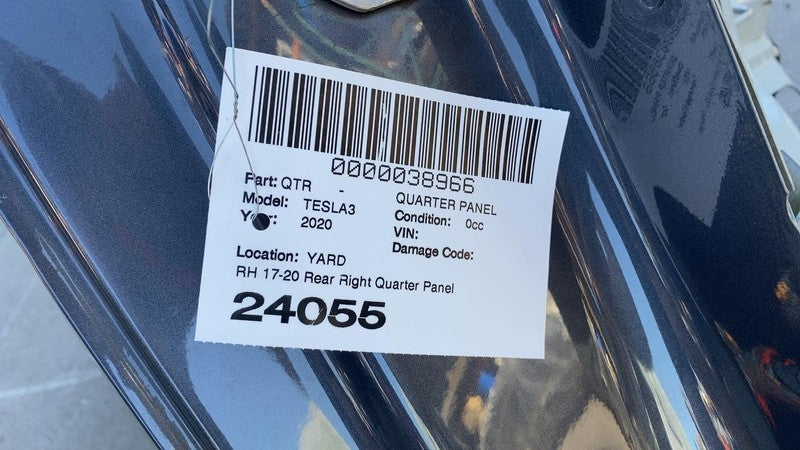 0000038966
Part: QTR - QUARTER PANEL
Model: TESLA3 Condition: 0cc
Year: 2020 VIN:
Damage Code:
Location: YARD
RH 17-20 Rear Right Quarter Panel
24055